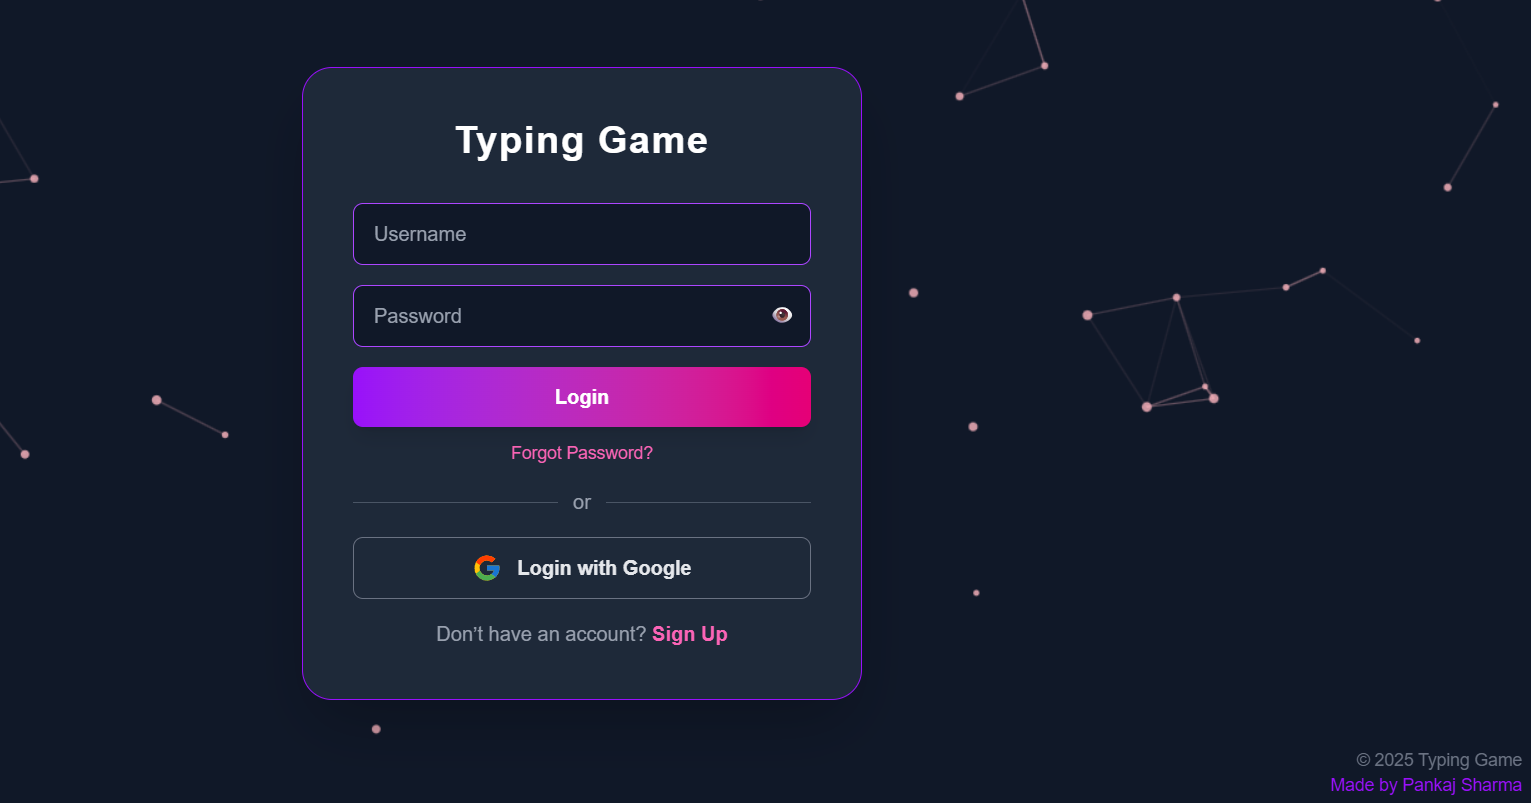 Typing Game
Username
Password
Login
Forgot Password?
or
Login with Google
Don’t have an account? Sign Up
© 2025 Typing Game
Made by Pankaj Sharma